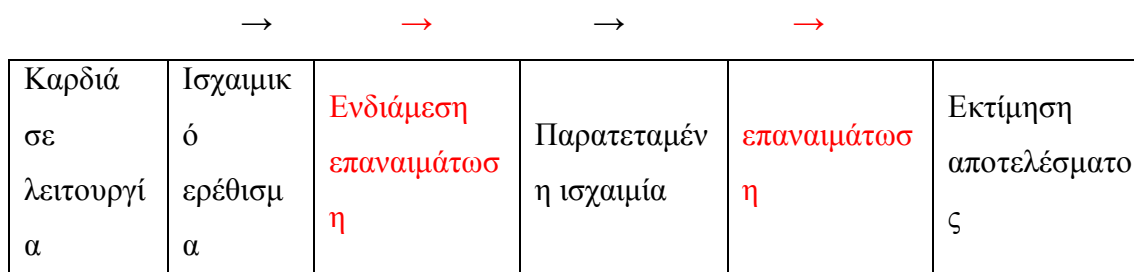 → → → →
Καρδιά
σε
λειτουργί
α
Ισχαιμικ
ό
ερέθισμ
α
Ενδιάμεση
επαναιμάτωσ
η
Παρατεταμέν
η ισχαιμία
επαναιμάτωσ
η
Εκτίμηση
αποτελέσματο
ς